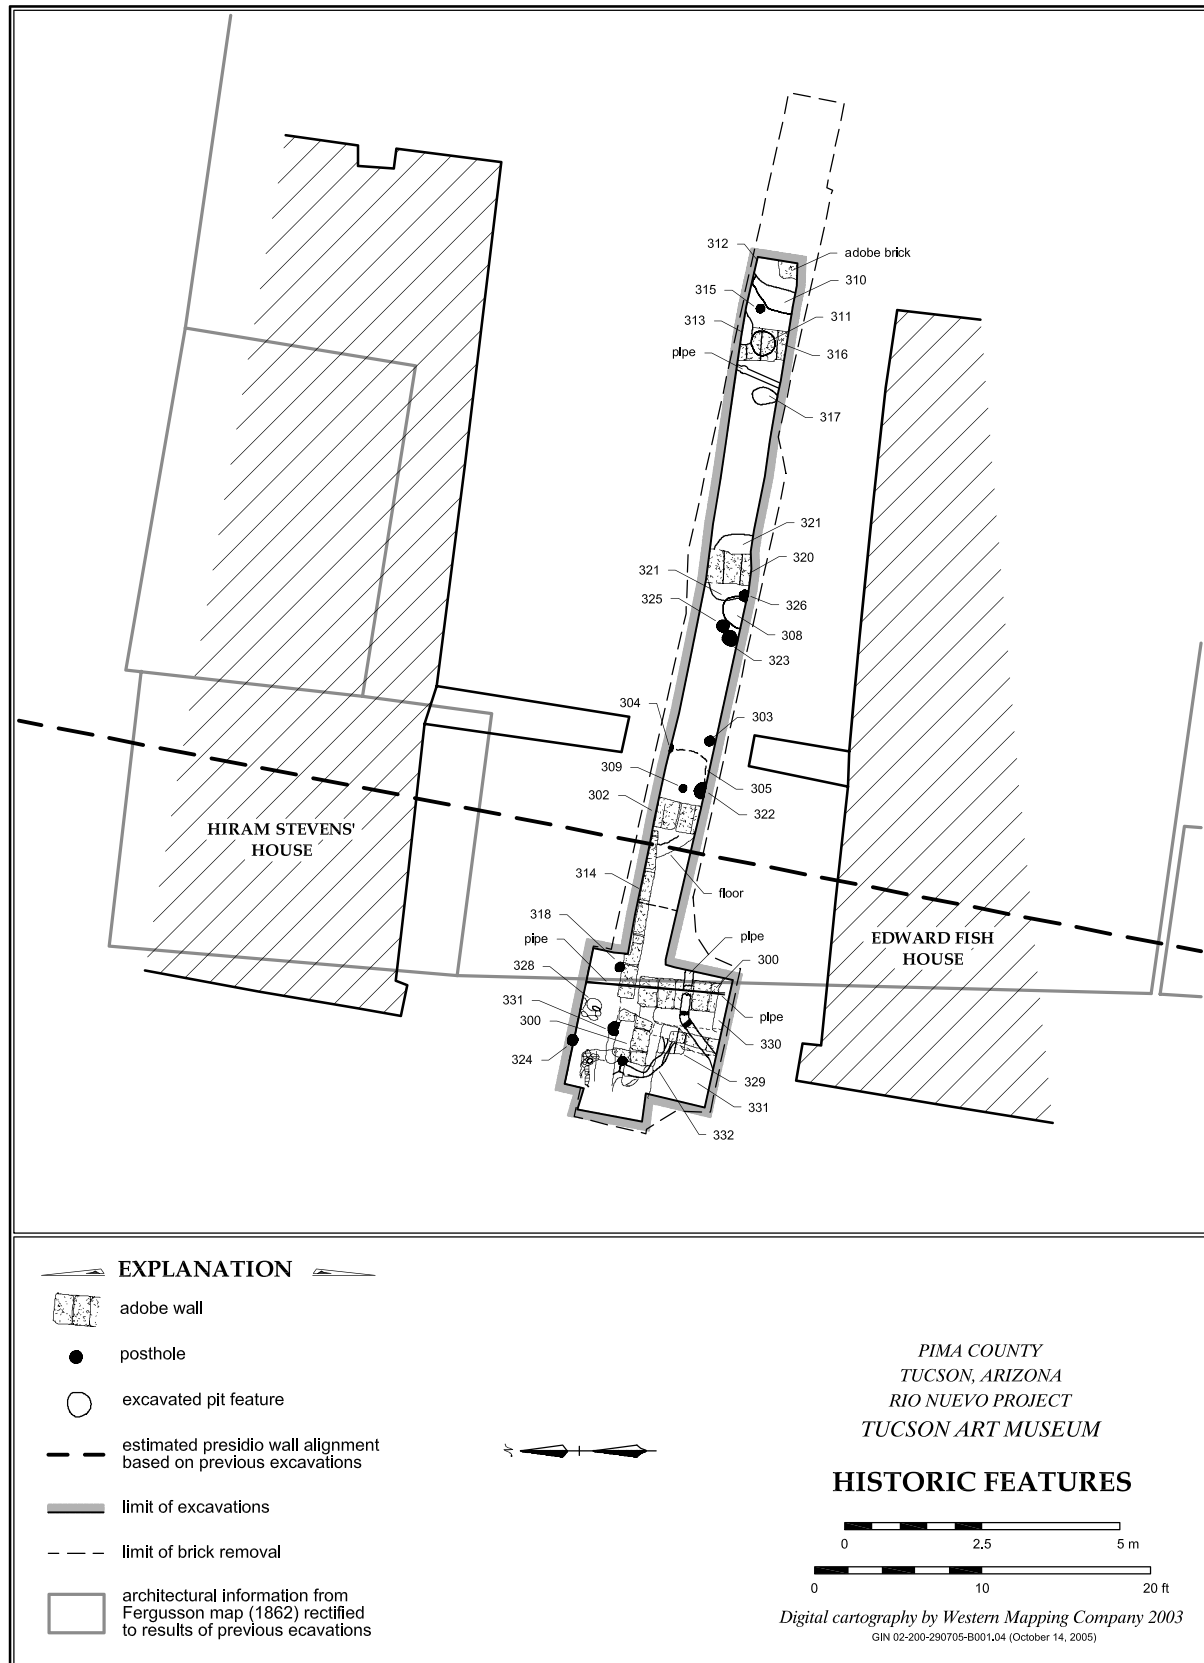 312
adobe brick
310
315
313
311
316
pipe
317
321
320
321
325
326
308
323
304
303
309
305
302
322
HIRAM STEVENS'
HOUSE
314
floor
318
EDWARD FISH
HOUSE
pipe
pipe
328
300
331
pipe
300
330
324
329
331
332
EXPLANATION
adobe wall
posthole
excavated pit feature
estimated presidio wall alignment
based on previous excavations
limit of excavations
limit of brick removal
architectural information from
Fergusson map (1862) rectified
to results of previous ecavations
N
PIMA COUNTY
TUCSON, ARIZONA
RIO NUEVO PROJECT
TUCSON ART MUSEUM
HISTORIC FEATURES
0 2.5 5 m
0 10 20 ft
Digital cartography by Western Mapping Company 2003
GIN 02-200-290705-B001.04 (October 14, 2005)